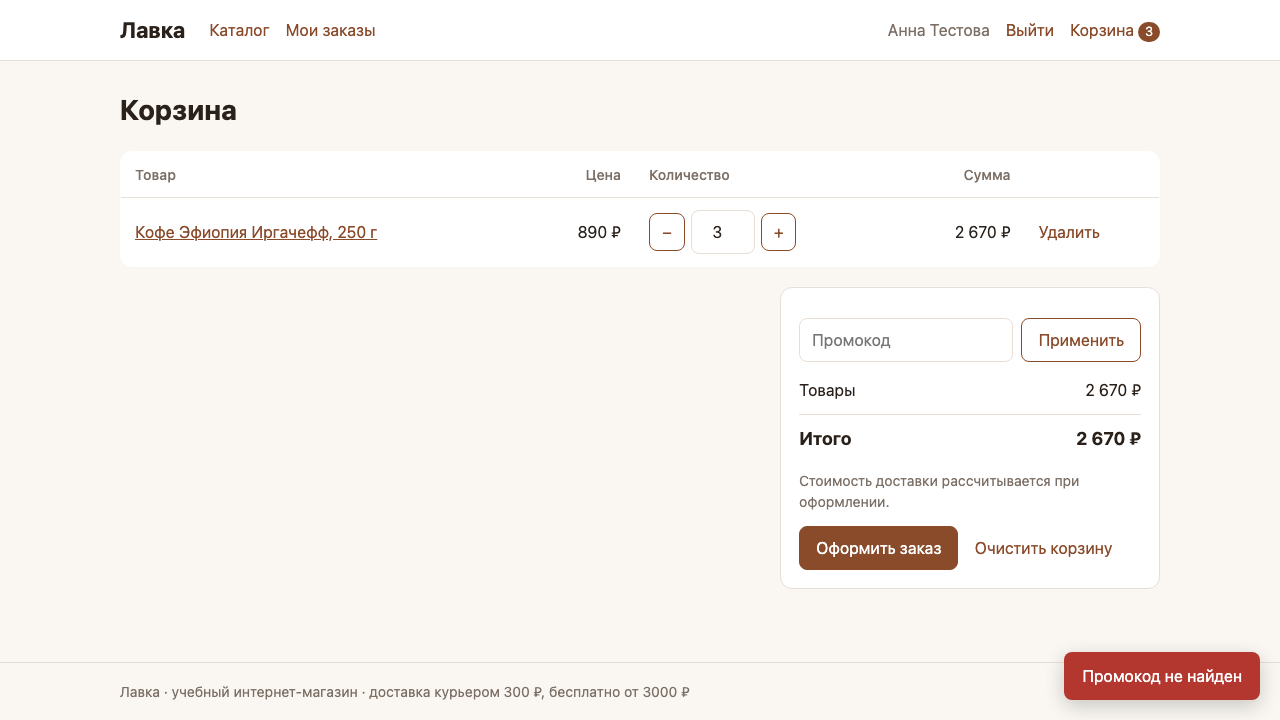 Лавка Каталог Мои заказы Анна Тестова Выйти Корзина 3
Корзина
Товар Цена Количество Сумма
Кофе Эфиопия Иргачефф, 250 г 890 ₽ − 3 + 2 670 ₽ Удалить
Промокод Применить
Товары 2 670 ₽
Итого 2 670 ₽
Стоимость доставки рассчитывается при
оформлении.
Оформить заказ Очистить корзину
Промокод не найден
Лавка · учебный интернет-магазин · доставка курьером 300 ₽, бесплатно от 3000 ₽